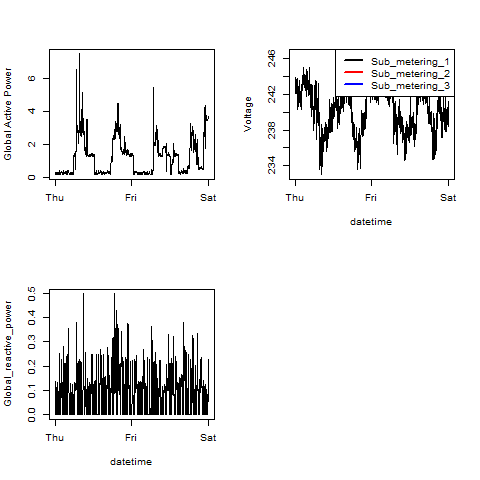 Global Active Power
6
4
2
0
Thu Fri Sat
Voltage
246
242
238
234
Sub_metering_1
Sub_metering_2
Sub_metering_3
Thu Fri Sat
datetime
Global_reactive_power
0.5
0.4
0.3
0.2
0.1
0.0
Thu Fri Sat
datetime